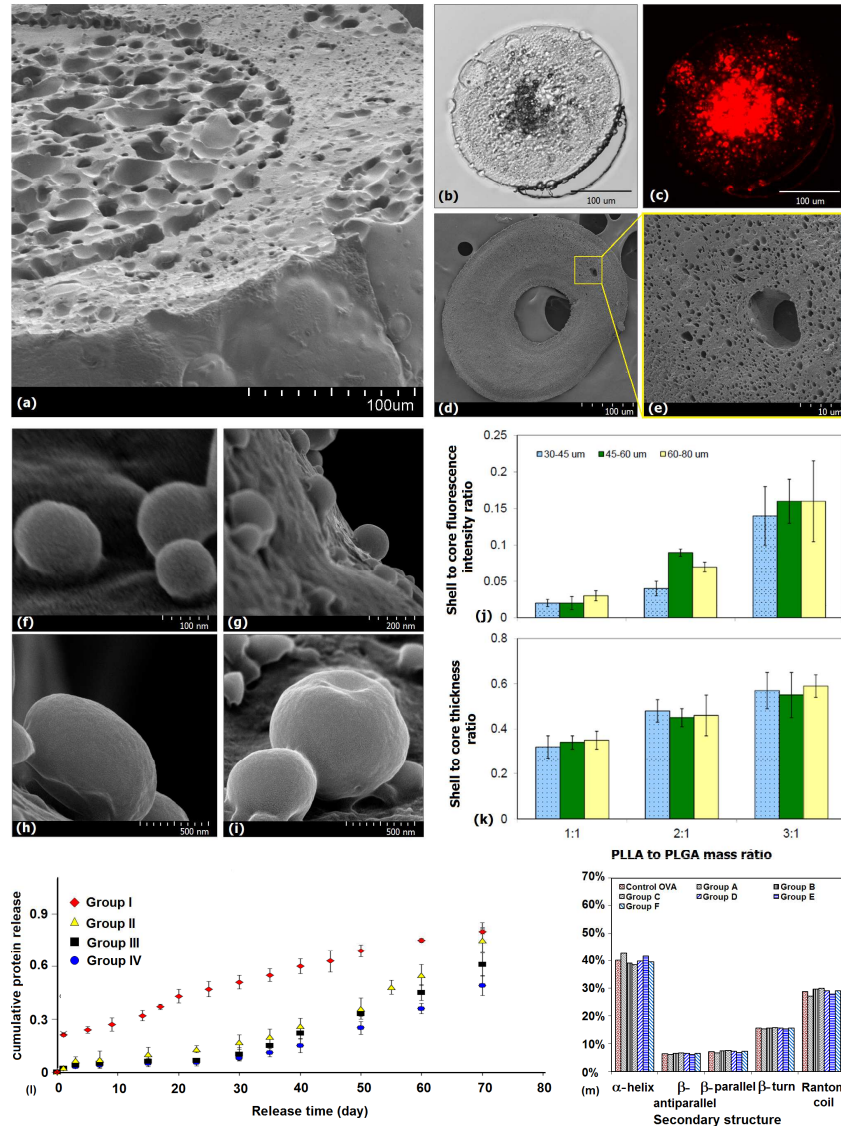 (a)
100um
(b)
100 um
(c)
100 um
(d)
100 um
(e)
10 um
(f)
100 nm
(g)
200 nm
(h)
500 nm
(i)
500 nm
Shell to core fluorescence
intensity ratio
0.25
0.2
0.15
0.1
0.05
0
30-45 um
45-60 um
60-80 um
(j)
Shell to core thickness
ratio
0.8
0.6
0.4
0.2
0
(k)
1:1
2:1
3:1
PLLA to PLGA mass ratio
cumulative protein release
0.9
0.6
0.3
0
Group I
Group II
Group III
Group IV
0
10
20
30
40
50
60
70
80
(l)
Release time (day)
70%
60%
50%
40%
30%
20%
10%
0%
Control OVA
Group A
Group B
Group C
Group D
Group E
Group F
(m)
α-helix
β-
antiparallel
β-parallel
β-turn
Ranton
coil
Secondary structure